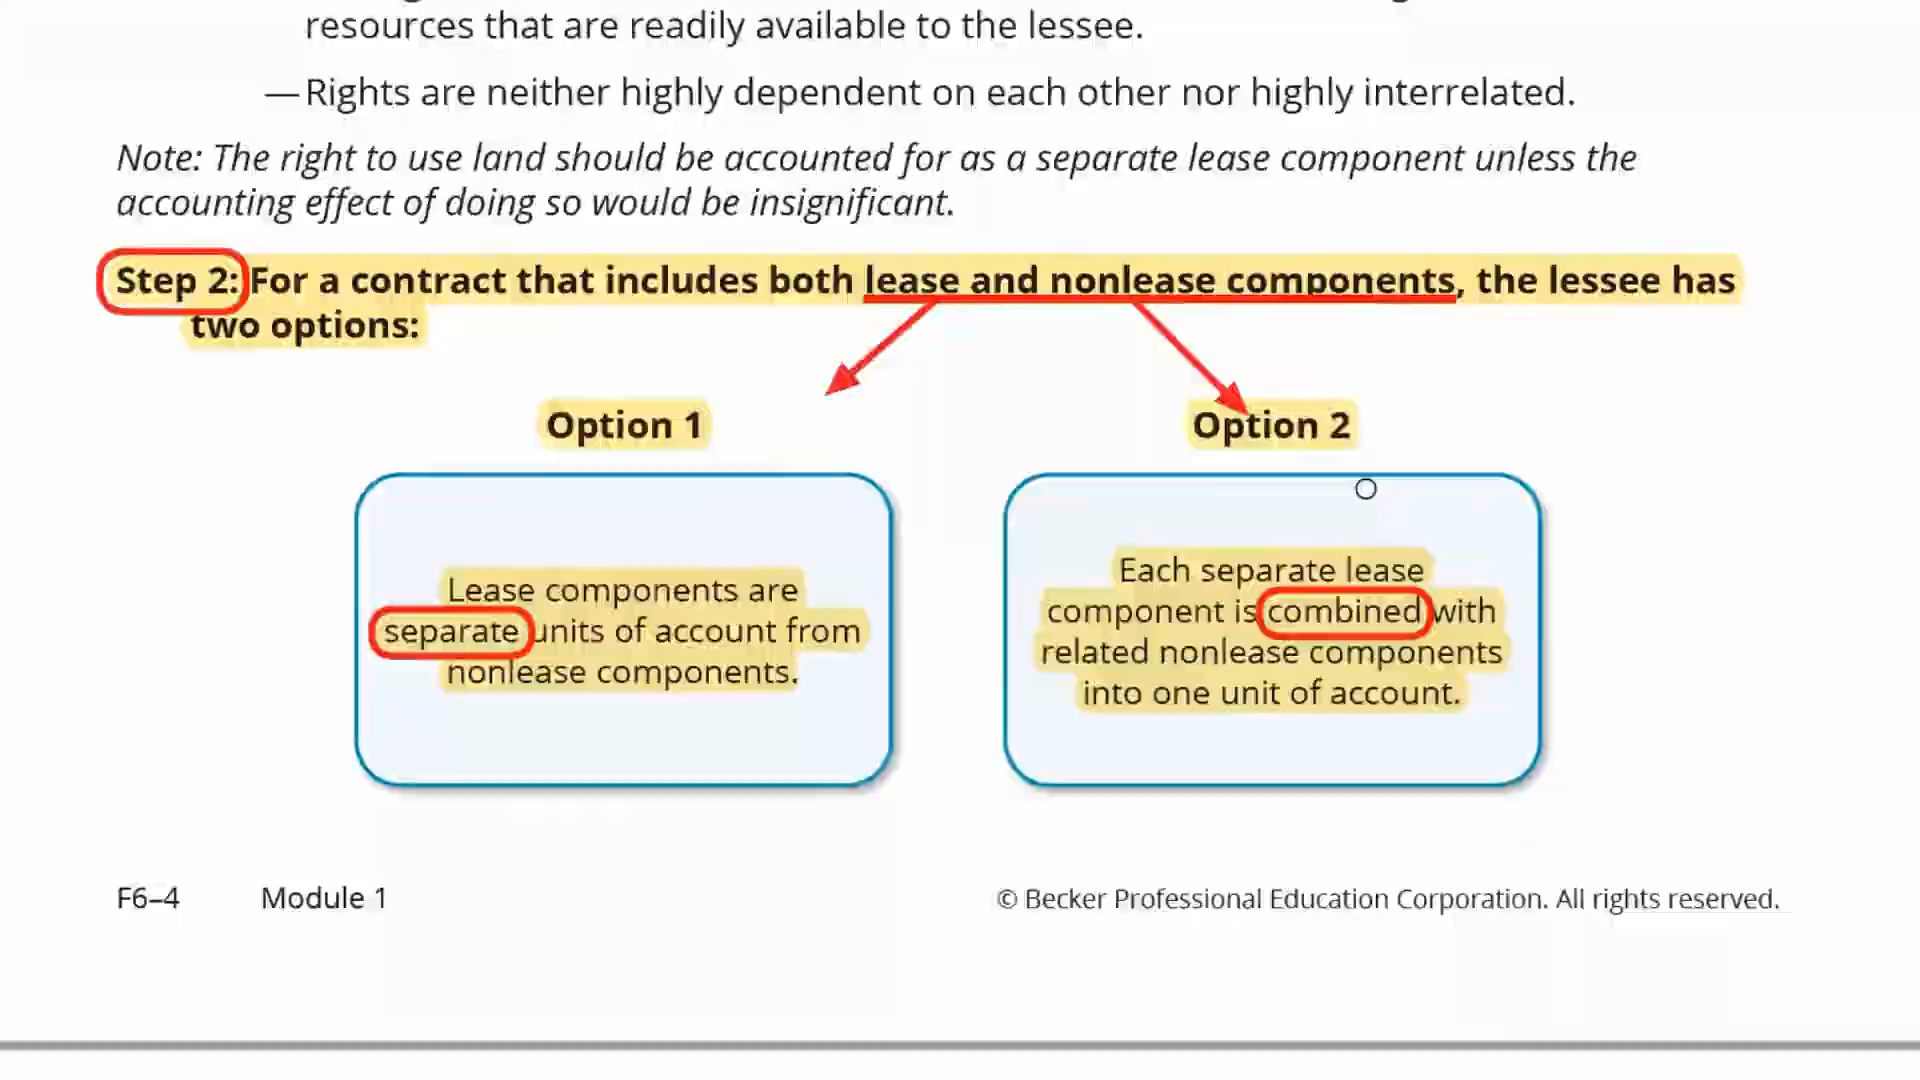 resources that are readily available to the lessee.
— Rights are neither highly dependent on each other nor highly interrelated.
Note: The right to use land should be accounted for as a separate lease component unless the
accounting effect of doing so would be insignificant.
Step 2: For a contract that includes both lease and nonlease components, the lessee has
two options:
Option 1
Lease components are
separate units of account from
nonlease components.
Option 2
Each separate lease
component is combined with
related nonlease components
into one unit of account.
F6–4 Module 1 © Becker Professional Education Corporation. All rights reserved.